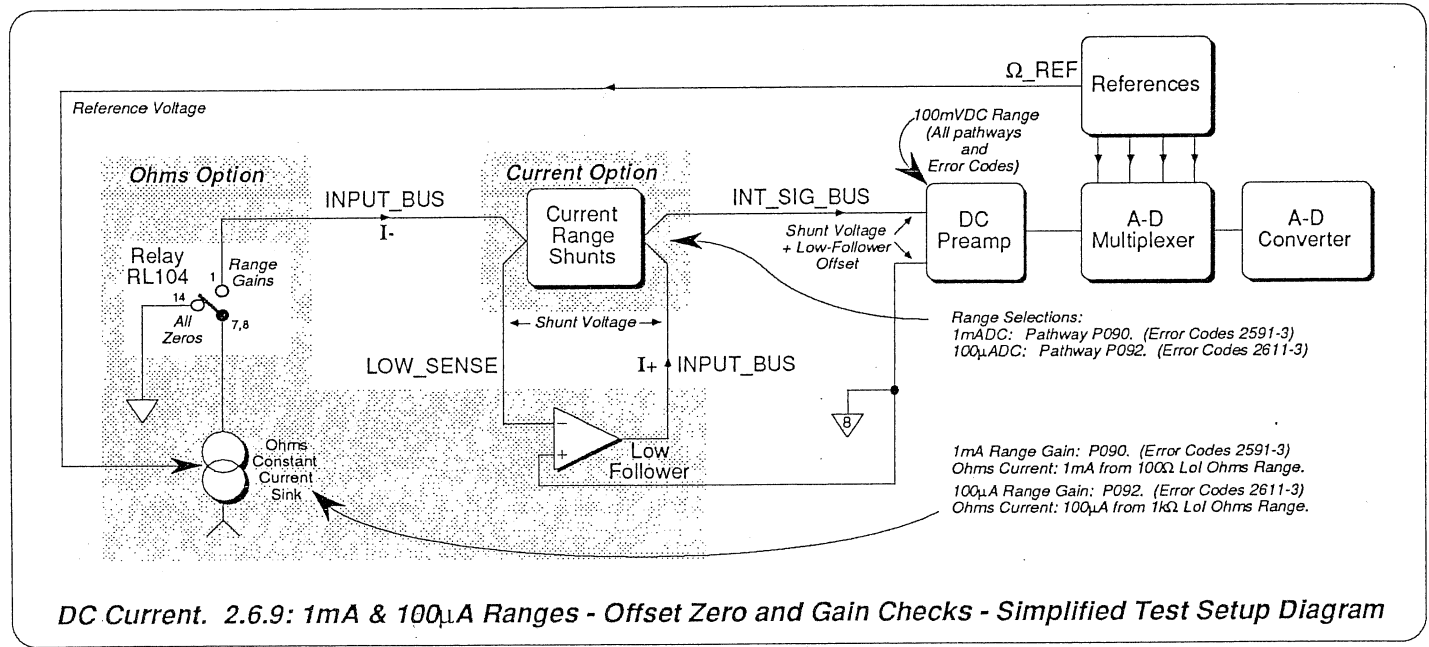 Ω_REF
References
Reference Voltage
100mVDC Range
(All pathways
and
Error Codes)
Ohms Option
Current Option
INPUT_BUS
I-
Current
Range
Shunts
INT_SIG_BUS
Shunt Voltage
+ Low-Follower
Offset
DC
Preamp
A-D
Multiplexer
A-D
Converter
Relay
RL104
1
Range
Gains
14
All
Zeros
7,8
Shunt Voltage
Range Selections:
1mADC: Pathway P090. (Error Codes 2591-3)
100µADC: Pathway P092. (Error Codes 2611-3)
LOW_SENSE
I+ INPUT_BUS
8
−
+
Low
Follower
Ohms
Constant
Current
Sink
1mA Range Gain: P090. (Error Codes 2591-3)
Ohms Current: 1mA from 100Ω LoI Ohms Range.
100µA Range Gain: P092. (Error Codes 2611-3)
Ohms Current: 100µA from 1kΩ LoI Ohms Range.
DC Current. 2.6.9: 1mA & 100µA Ranges - Offset Zero and Gain Checks - Simplified Test Setup Diagram